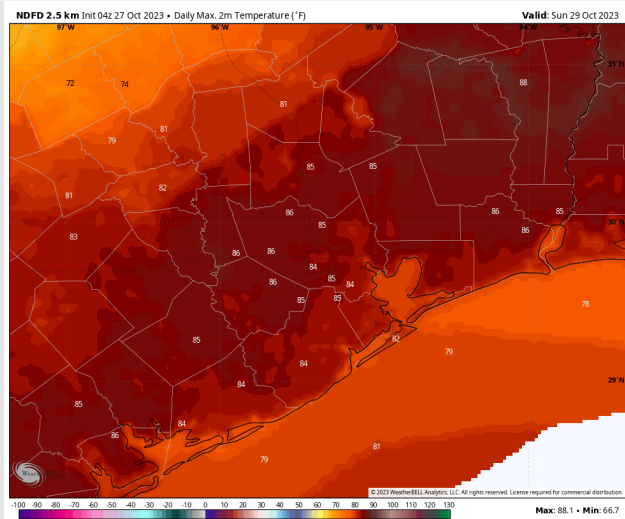 NDFD 2.5 km Init 04z 27 Oct 2023 • Daily Max. 2m Temperature (°F) Valid: Sun 29 Oct 2023
97°W 96°W 95°W 94°W
31°N
72 74 88
81
79 81
85 85
81 82
86 86 85
85 30°N
83 86
86 86
84
86 85 84
85 85
78
85 82
79
84
29°N
84
85
84
86
81
79
© 2023 WeatherBELL Analytics, LLC. All rights reserved. License required for commercial distribution.
-100 -90 -80 -70 -60 -50 -40 -30 -20 -10 0 10 20 30 40 50 60 70 80 90 100 110 120 130
Max: 88.1 • Min: 66.7